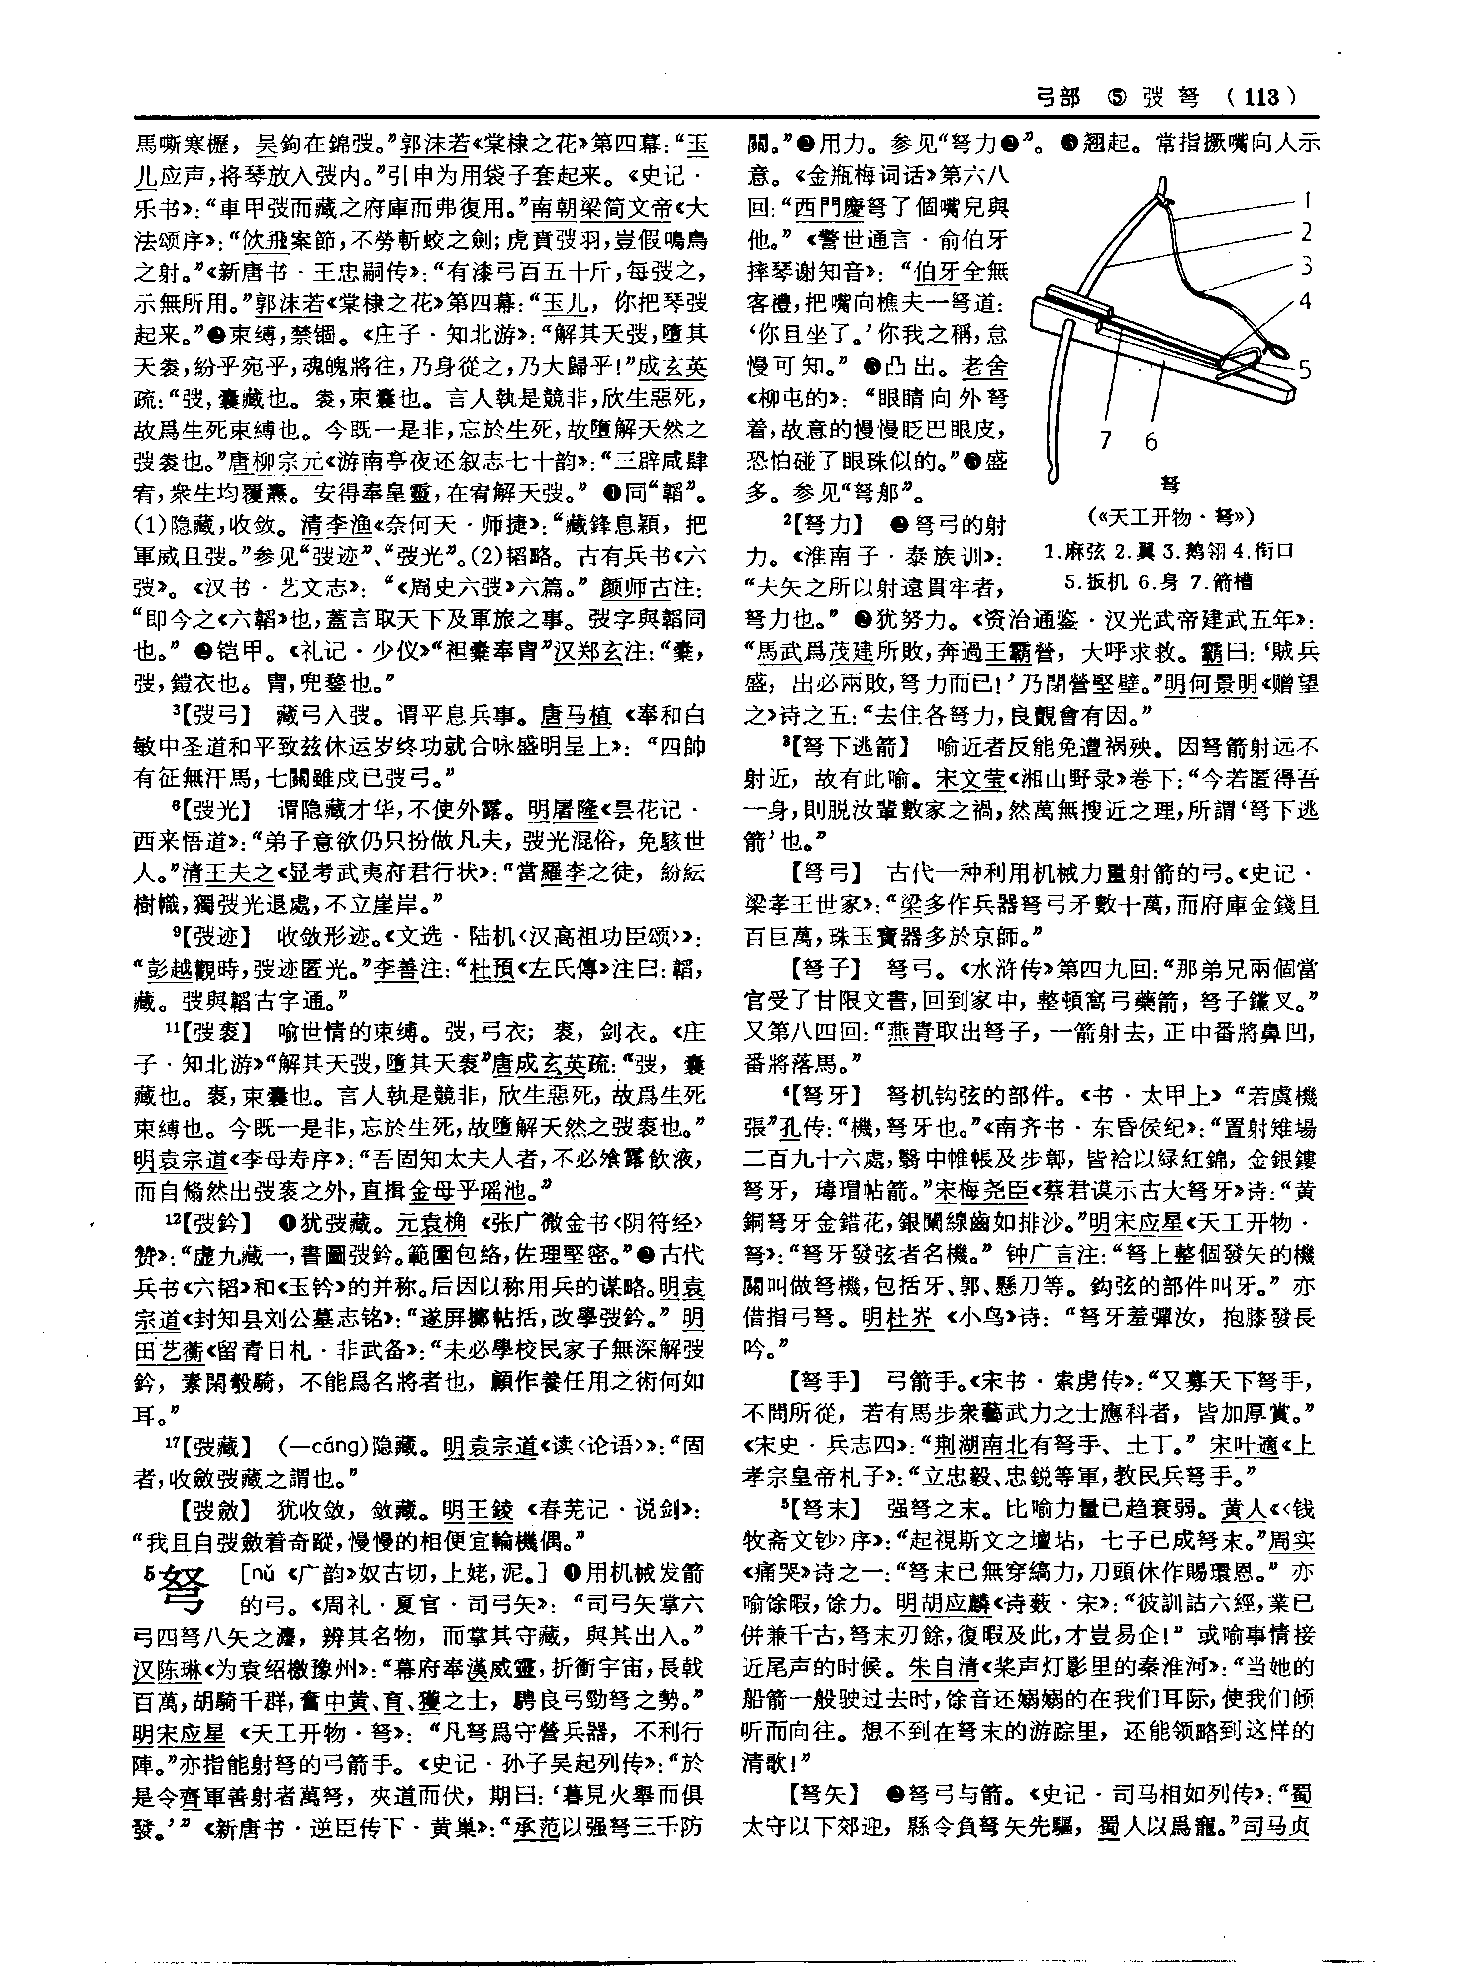 弓部 ⑤ 弢 弩 （113）
馬嘶寒櫪，吴鉤在錦弢。”郭沫若《棠棣之花》第四幕：“玉
儿应声，将琴放入弢内。”引申为用袋子套起来。《史记·
乐书》：“車甲弢而藏之府庫而弗復用。”南朝梁简文帝《大
法颂序》：“佽飛案節，不勞斬蛟之劍；虎賁弢羽，豈假鳴鳥
之射。”《新唐书·王忠嗣传》：“有漆弓百五十斤，每弢之，
示無所用。”郭沫若《棠棣之花》第四幕：“玉儿，你把琴弢
起来。”❷束缚，禁锢。《庄子·知北游》：“解其天弢，墮其
天袠，紛乎宛乎，魂魄將往，乃身從之，乃大歸乎！”成玄英
疏：“弢，囊藏也。袠，束囊也。言人執是競非，欣生惡死，
故爲生死束縛也。今既一是非，忘於生死，故墮解天然之
弢袠也。”唐柳宗元《游南亭夜还叙志七十韵》：“三辟咸肆
宥，衆生均覆燾。安得奉皇靈，在宥解天弢。”❸同“韜”。
(1)隐藏，收敛。清李渔《奈何天·师捷》：“藏鋒息穎，把
軍威且弢。”参见“弢迹”、“弢光”。(2)韬略。古有兵书《六
弢》。《汉书·艺文志》：“《周史六弢》六篇。”颜师古注：
“即今之《六韜》也，蓋言取天下及軍旅之事。弢字與韜同
也。”❹铠甲。《礼记·少仪》“袒櫜奉胄”汉郑玄注：“櫜，
弢，鎧衣也。胄，兜鍪也。”
3【弢弓】 藏弓入弢。谓平息兵事。唐马植《奉和白
敏中圣道和平致兹休运岁终功就合咏盛明呈上》：“四帥
有征無汗馬，七關雖戍已弢弓。”
6【弢光】 谓隐藏才华，不使外露。明屠隆《昙花记·
西来悟道》：“弟子意欲仍只扮做凡夫，弢光混俗，免駭世
人。”清王夫之《显考武夷府君行状》：“當羅李之徒，紛紜
樹幟，獨弢光退處，不立崖岸。”
9【弢迹】 收敛形迹。《文选·陆机〈汉高祖功臣颂〉》：
“彭越觀時，弢迹匿光。”李善注：“杜預《左氏傳》注曰：韜，
藏。弢與韜古字通。”
11【弢袠】 喻世情的束缚。弢，弓衣；袠，剑衣。《庄
子·知北游》“解其天弢，墮其天袠”唐成玄英疏：“弢，囊
藏也。袠，束囊也。言人執是競非，欣生惡死，故爲生死
束縛也。今既一是非，忘於生死，故墮解天然之弢袠也。”
明袁宗道《李母寿序》：“吾固知太夫人者，不必飱露飲液，
而自翛然出弢袠之外，直揖金母乎瑶池。”
12【弢鈐】 ❶犹弢藏。元袁桷《张广微金书〈阴符经〉
赞》：“虚九藏一，書圖弢鈐。範圍包絡，佐理堅密。”❷古代
兵书《六韬》和《玉钤》的并称。后因以称用兵的谋略。明袁
宗道《封知县刘公墓志铭》：“遂屏擲帖括，改學弢鈐。”明
田艺蘅《留青日札·非武备》：“未必學校民家子無深解弢
鈐，素閑彀騎，不能爲名將者也，顧作養任用之術何如
耳。”
17【弢藏】 (—cáng)隐藏。明袁宗道《读〈论语〉》：“固
者，收斂弢藏之謂也。”
【弢斂】 犹收敛，敛藏。明王錂《春芜记·说剑》：
“我且自弢斂着奇蹤，慢慢的相便宜輪機偶。”
5弩 [nǔ《广韵》奴古切，上姥，泥。]❶用机械发箭
的弓。《周礼·夏官·司弓矢》：“司弓矢掌六
弓四弩八矢之灋，辨其名物，而掌其守藏，與其出入。”
汉陈琳《为袁绍檄豫州》：“幕府奉漢威靈，折衝宇宙，長戟
百萬，胡騎千群，奮中黄、育、獲之士，騁良弓勁弩之勢。”
明宋应星《天工开物·弩》：“凡弩爲守營兵器，不利行
陣。”亦指能射弩的弓箭手。《史记·孙子吴起列传》：“於
是令齊軍善射者萬弩，夾道而伏，期曰：‘暮見火舉而俱
發。’”《新唐书·逆臣传下·黄巢》：“承范以强弩三千防
關。”❷用力。参见“弩力❷”。❸翘起。常指撅嘴向人示
意。《金瓶梅词话》第六八
回：“西門慶弩了個嘴兒與
他。”《警世通言·俞伯牙
摔琴谢知音》：“伯牙全無
客禮，把嘴向樵夫一弩道：
‘你且坐了。’你我之稱，怠
慢可知。”❹凸出。老舍
《柳屯的》：“眼睛向外弩
着，故意的慢慢眨巴眼皮，
恐怕碰了眼珠似的。”❺盛
多。参见“弩郍”。
1
2
3
4
5
7 6
弩
（《天工开物·弩》）
1.麻弦 2.翼 3.鹅翎 4.衔口
5.扳机 6.身 7.箭槽
2【弩力】 ❶弩弓的射
力。《淮南子·泰族训》：
“夫矢之所以射遠貫牢者，
弩力也。”❷犹努力。《资治通鉴·汉光武帝建武五年》：
“馬武爲茂建所敗，奔過王霸營，大呼求救。霸曰：‘賊兵
盛，出必兩敗，弩力而已！’乃閉營堅壁。”明何景明《赠望
之》诗之五：“去住各弩力，良覿會有因。”
3【弩下逃箭】 喻近者反能免遭祸殃。因弩箭射远不
射近，故有此喻。宋文莹《湘山野录》卷下：“今若匿得吾
一身，則脱汝輩數家之禍，然萬無搜近之理，所謂‘弩下逃
箭’也。”
【弩弓】 古代一种利用机械力量射箭的弓。《史记·
梁孝王世家》：“梁多作兵器弩弓矛數十萬，而府庫金錢且
百巨萬，珠玉寶器多於京師。”
【弩子】 弩弓。《水浒传》第四九回：“那弟兄兩個當
官受了甘限文書，回到家中，整頓窩弓藥箭，弩子鑵叉。”
又第八四回：“燕青取出弩子，一箭射去，正中番將鼻凹，
番將落馬。”
4【弩牙】 弩机钩弦的部件。《书·太甲上》“若虞機
張”孔传：“機，弩牙也。”《南齐书·东昏侯纪》：“置射雉場
二百九十六處，翳中帷帳及步鄣，皆袷以緑紅錦，金銀鏤
弩牙，瑇瑁帖箭。”宋梅尧臣《蔡君谟示古大弩牙》诗：“黄
銅弩牙金錯花，銀闌線齒如排沙。”明宋应星《天工开物·
弩》：“弩牙發弦者名機。”钟广言注：“弩上整個發矢的機
關叫做弩機，包括牙、郭、懸刀等。鈎弦的部件叫牙。”亦
借指弓弩。明杜岕《小鸟》诗：“弩牙羞彈汝，抱膝發長
吟。”
【弩手】 弓箭手。《宋书·索虏传》：“又募天下弩手，
不問所從，若有馬步衆藝武力之士應科者，皆加厚賞。”
《宋史·兵志四》：“荆湖南北有弩手、土丁。”宋叶適《上
孝宗皇帝札子》：“立忠毅、忠鋭等軍，教民兵弩手。”
5【弩末】 强弩之末。比喻力量已趋衰弱。黄人《〈钱
牧斋文钞〉序》：“起視斯文之壇坫，七子已成弩末。”周实
《痛哭》诗之一：“弩末已無穿縞力，刀頭休作賜環恩。”亦
喻馀暇，馀力。明胡应麟《诗薮·宋》：“彼訓詁六經，業已
併兼千古，弩末刃餘，復暇及此，才豈易企！”或喻事情接
近尾声的时候。朱自清《桨声灯影里的秦淮河》：“当她的
船箭一般驶过去时，馀音还嫋嫋的在我们耳际，使我们倾
听而向往。想不到在弩末的游踪里，还能领略到这样的
清歌！”
【弩矢】 ❶弩弓与箭。《史记·司马相如列传》：“蜀
太守以下郊迎，縣令負弩矢先驅，蜀人以爲寵。”司马贞